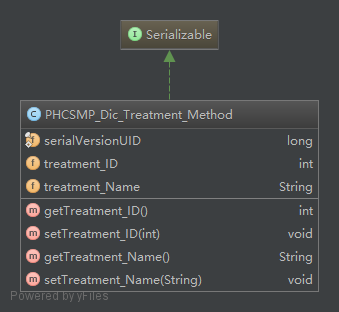 Serializable
PHCSMP_Dic_Treatment_Method
serialVersionUID long
treatment_ID int
treatment_Name String
getTreatment_ID() int
setTreatment_ID(int) void
getTreatment_Name() String
setTreatment_Name(String) void
Powered by yFiles